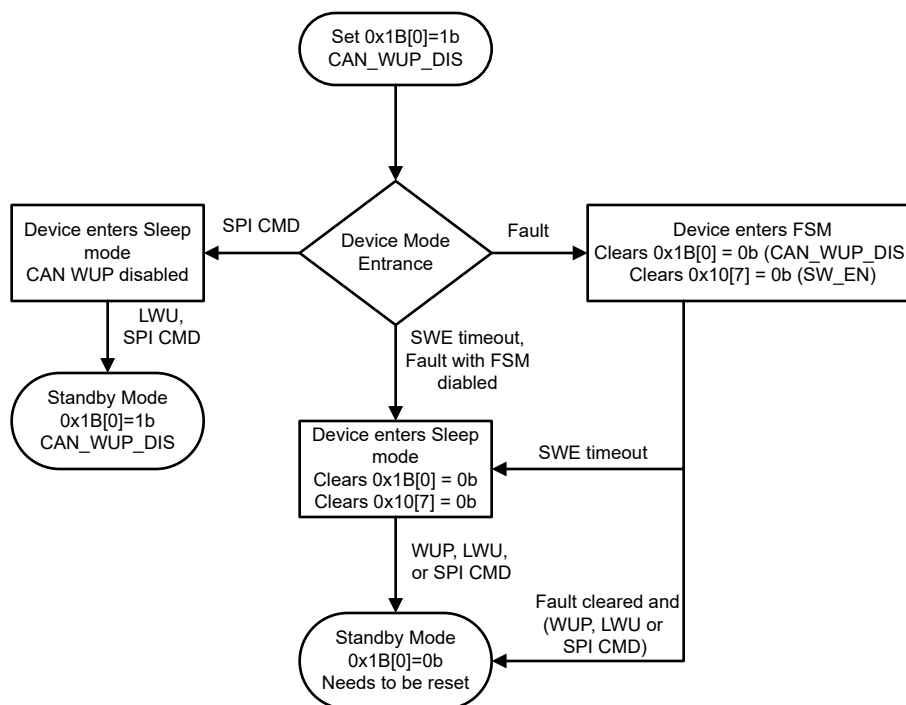 Set 0x1B[0]=1b
CAN_WUP_DIS
Device enters Sleep
mode
CAN WUP disabled
SPI CMD
Device Mode
Entrance
Fault
Device enters FSM
Clears 0x1B[0] = 0b (CAN_WUP_DIS
Clears 0x10[7] = 0b (SW_EN)
LWU,
SPI CMD
SWE timeout,
Fault with FSM
diabled
Standby Mode
0x1B[0]=1b
CAN_WUP_DIS
Device enters Sleep
mode
Clears 0x1B[0] = 0b
Clears 0x10[7] = 0b
SWE timeout
WUP, LWU,
or SPI CMD
Fault cleared and
(WUP, LWU or
SPI CMD)
Standby Mode
0x1B[0]=0b
Needs to be reset